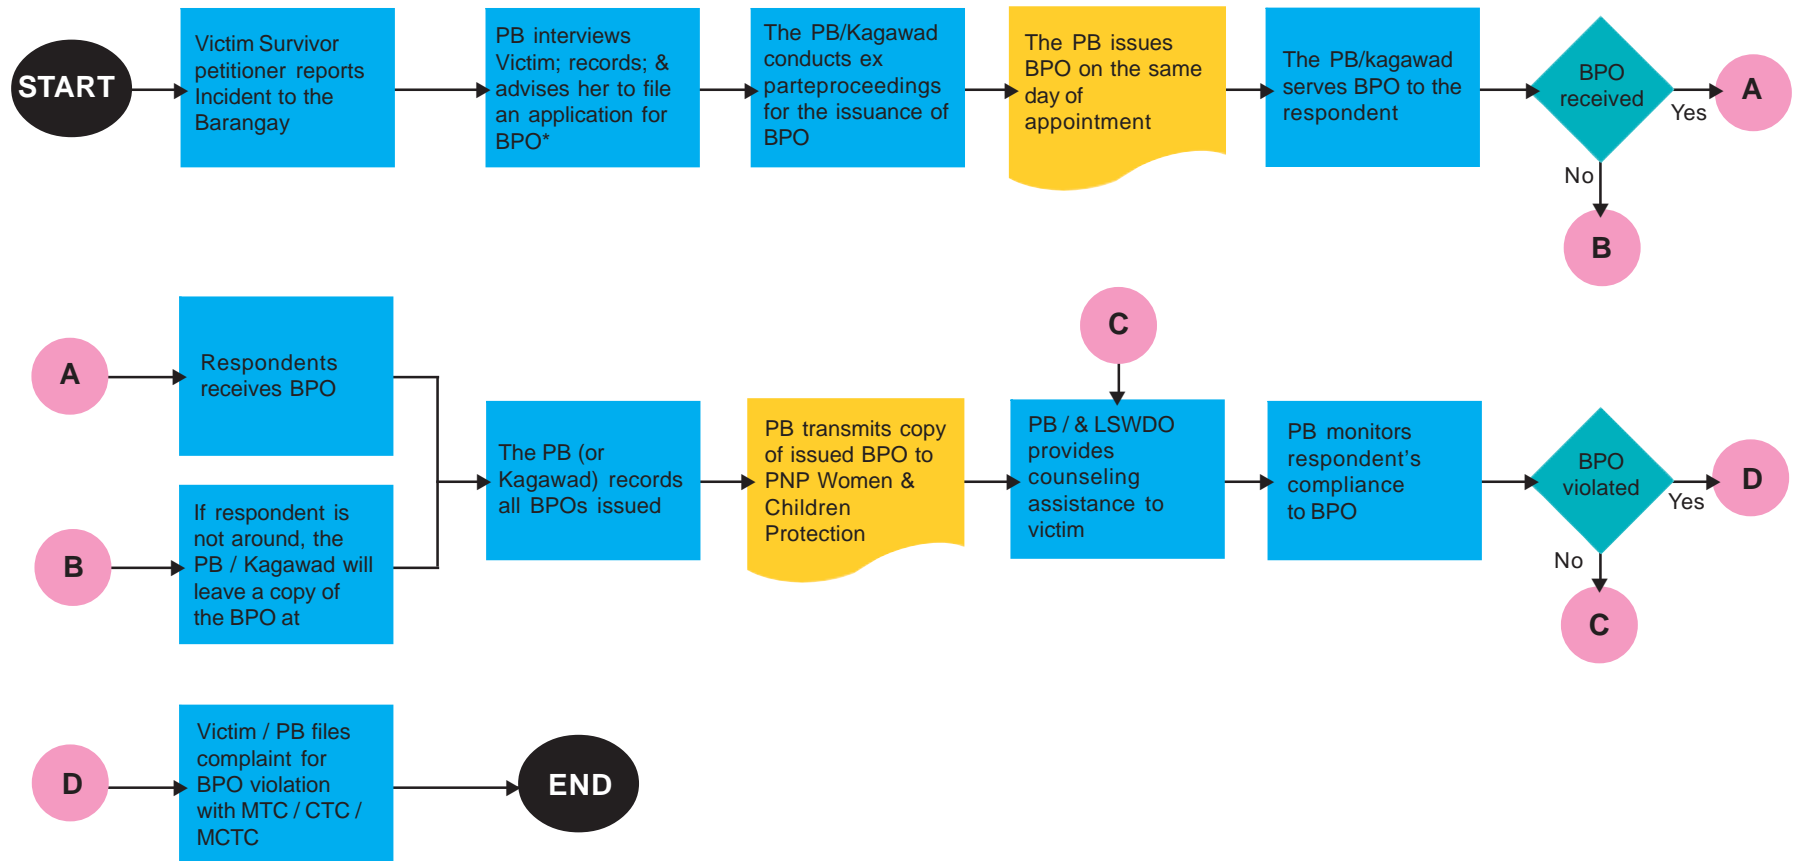 START
Victim Survivor
petitioner reports
Incident to the
Barangay
PB interviews
Victim; records; &
advises her to file
an application for
BPO*
The PB/Kagawad
conducts ex
parteproceedings
for the issuance of
BPO
The PB issues
BPO on the same
day of
appointment
The PB/kagawad
serves BPO to the
respondent
BPO
received
Yes
A
No
B
A
Respondents
receives BPO
B
If respondent is
not around, the
PB / Kagawad will
leave a copy of
the BPO at
The PB (or
Kagawad) records
all BPOs issued
PB transmits copy
of issued BPO to
PNP Women &
Children
Protection
C
PB / & LSWDO
provides
counseling
assistance to
victim
PB monitors
respondent's
compliance
to BPO
BPO
violated
Yes
D
No
C
D
Victim / PB files
complaint for
BPO violation
with MTC / CTC /
MCTC
END